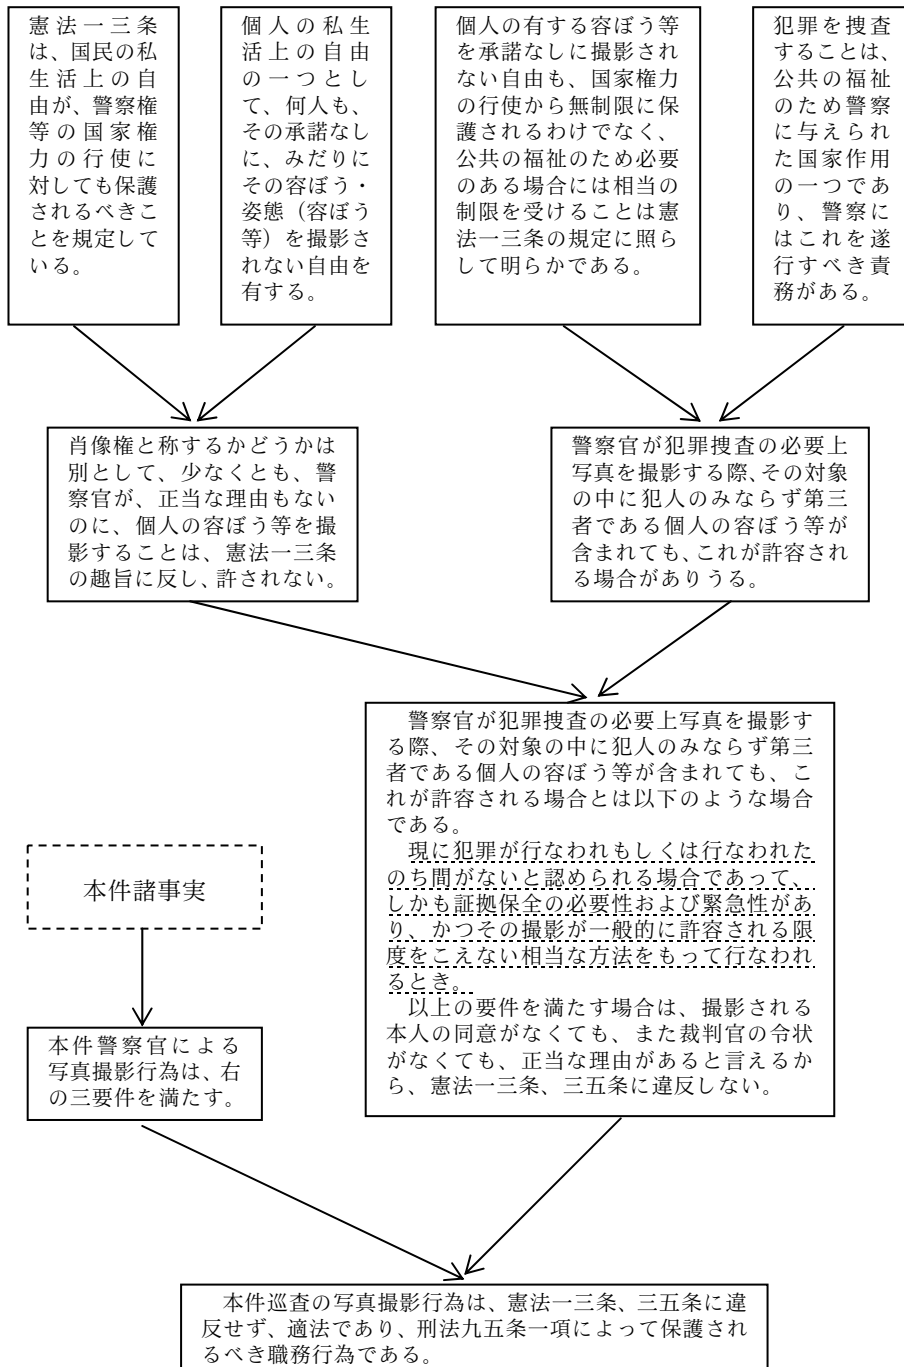 憲法一三条
は、国民の私
生活上の自
由が、警察権
等の国家権
力の行使に
対しても保護
されるべきこ
とを規定して
いる。
個人の私生
活上の自由
の一つとし
て、何人も、
その承諾なし
に、みだりに
その容ぼう・
姿態（容ぼう
等）を撮影さ
れない自由を
有する。
個人の有する容ぼう等
を承諾なしに撮影され
ない自由も、国家権力
の行使から無制限に保
護されるわけでなく、
公共の福祉のため必要
のある場合には相当の
制限を受けることは憲
法一三条の規定に照ら
して明らかである。
犯罪を捜査
することは、
公共の福祉
のため警察
に与えられ
た国家作用
の一つであ
り、警察に
はこれを遂
行すべき責
務がある。
肖像権と称するかどうかは
別として、少なくとも、警
察官が、正当な理由もない
のに、個人の容ぼう等を撮
影することは、憲法一三条
の趣旨に反し、許されない。
警察官が犯罪捜査の必要上
写真を撮影する際、その対象
の中に犯人のみならず第三
者である個人の容ぼう等が
含まれても、これが許容され
る場合がありうる。
警察官が犯罪捜査の必要上写真を撮影す
る際、その対象の中に犯人のみならず第三
者である個人の容ぼう等が含まれても、こ
れが許容される場合とは以下のような場合
である。
現に犯罪が行なわれもしくは行なわれた
のち間がないと認められる場合であって、
しかも証拠保全の必要性および緊急性があ
り、かつその撮影が一般的に許容される限
度をこえない相当な方法をもって行なわれ
るとき。
以上の要件を満たす場合は、撮影される
本人の同意がなくても、また裁判官の令状
がなくても、正当な理由があると言えるか
ら、憲法一三条、三五条に違反しない。
本件諸事実
本件警察官による
写真撮影行為は、右
の三要件を満たす。
本件巡査の写真撮影行為は、憲法一三条、三五条に違
反せず、適法であり、刑法九五条一項によって保護され
るべき職務行為である。